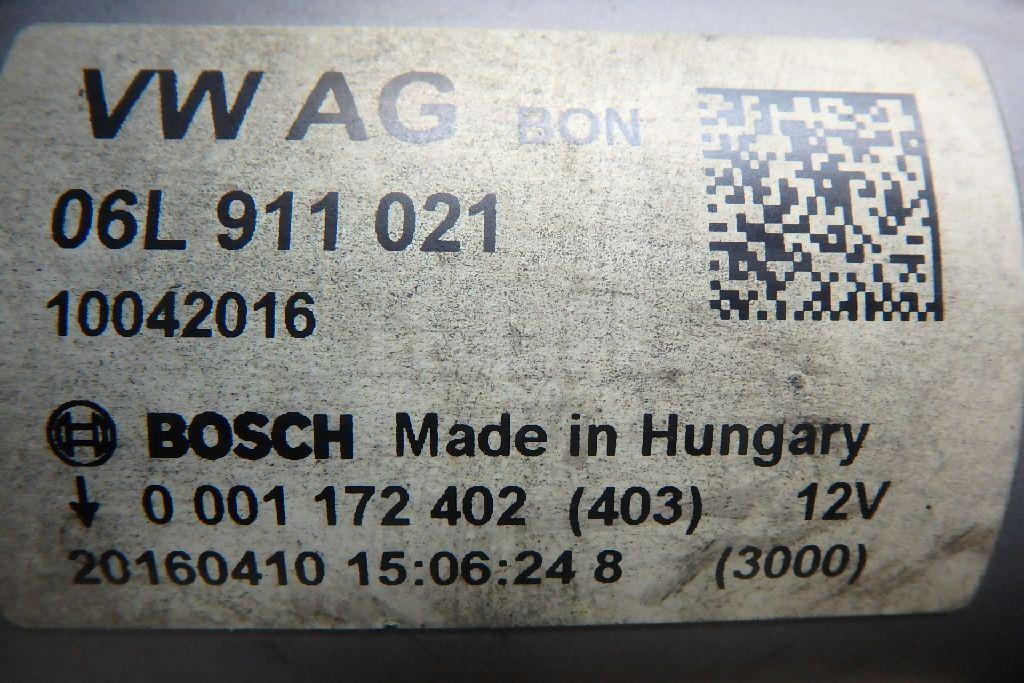 VW AG BON
06L 911 021
10042016
BOSCH Made in Hungary
↓ 0 001 172 402 (403) 12V
20160410 15:06:24 8 (3000)